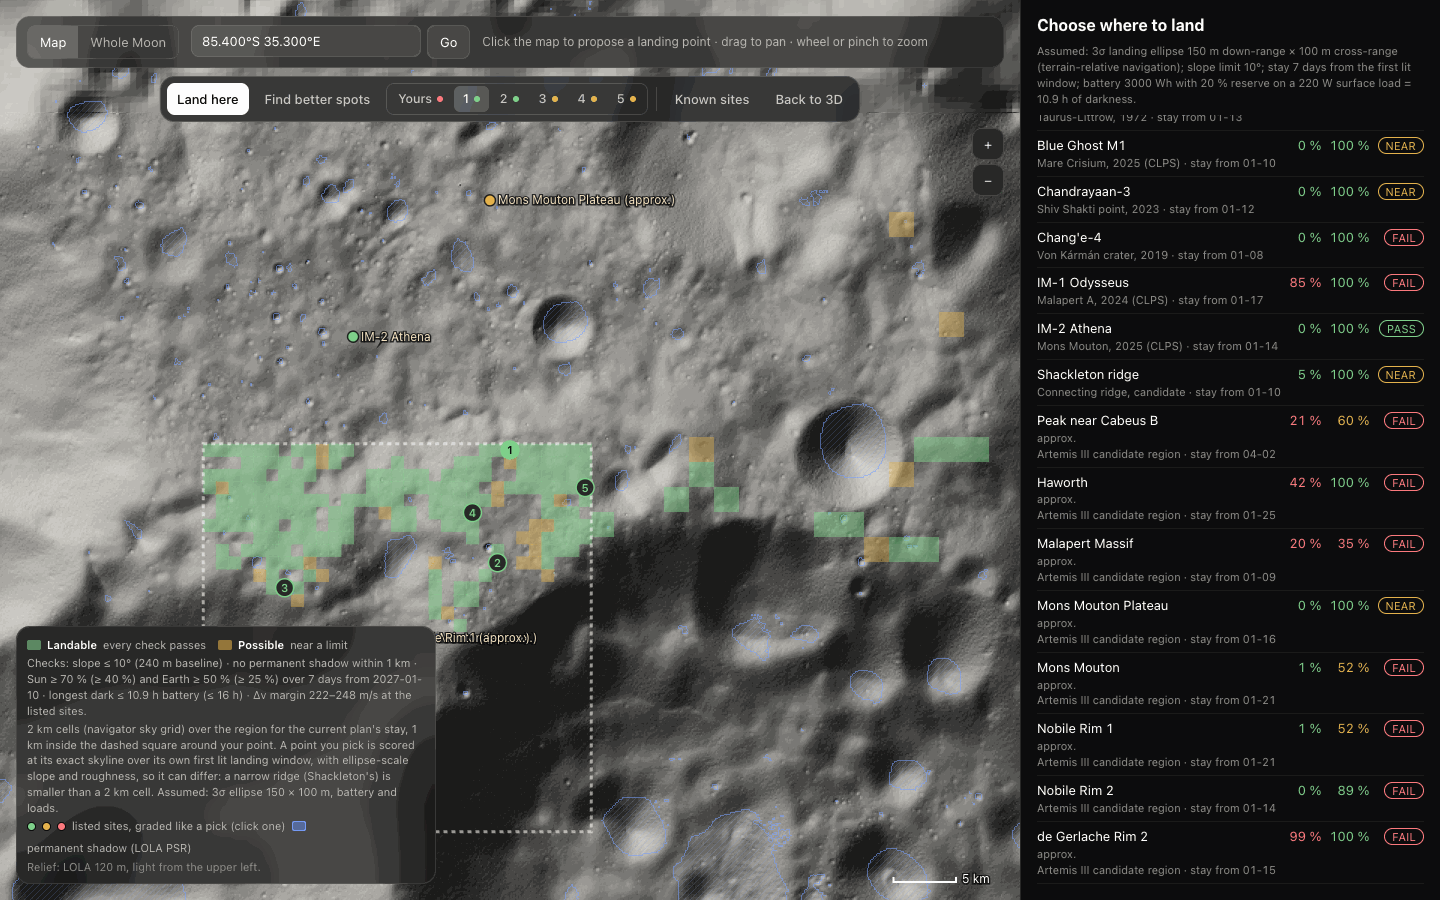 Map
Whole Moon
85.400°S 35.300°E
Go
Click the map to propose a landing point · drag to pan · wheel or pinch to zoom
Land here
Find better spots
Yours
1
2
3
4
5
Known sites
Back to 3D
+
−
Mons Mouton Plateau (approx.)
IM-2 Athena
1
5
4
2
3
5 km
Landable every check passes
Possible near a limit
Checks: slope ≤ 10° (240 m baseline) · no permanent shadow within 1 km ·
Sun ≥ 70 % (≥ 40 %) and Earth ≥ 50 % (≥ 25 %) over 7 days from 2027-01-
10 · longest dark ≤ 10.9 h battery (≤ 16 h) · Δv margin 222–248 m/s at the
listed sites.
2 km cells (navigator sky grid) over the region for the current plan's stay, 1
km inside the dashed square around your point. A point you pick is scored
at its exact skyline over its own first lit landing window, with ellipse-scale
slope and roughness, so it can differ: a narrow ridge (Shackleton's) is
smaller than a 2 km cell. Assumed: 3σ ellipse 150 × 100 m, battery and
loads.
listed sites, graded like a pick (click one)
permanent shadow (LOLA PSR)
Relief: LOLA 120 m, light from the upper left.
Choose where to land
Assumed: 3σ landing ellipse 150 m down-range × 100 m cross-range
(terrain-relative navigation); slope limit 10°; stay 7 days from the first lit
window; battery 3000 Wh with 20 % reserve on a 220 W surface load =
10.9 h of darkness.
Taurus-Littrow, 1972 · stay from 01-13
Blue Ghost M1 0 % 100 % NEAR
Mare Crisium, 2025 (CLPS) · stay from 01-10
Chandrayaan-3 0 % 100 % NEAR
Shiv Shakti point, 2023 · stay from 01-12
Chang'e-4 0 % 100 % FAIL
Von Kármán crater, 2019 · stay from 01-08
IM-1 Odysseus 85 % 100 % FAIL
Malapert A, 2024 (CLPS) · stay from 01-17
IM-2 Athena 0 % 100 % PASS
Mons Mouton, 2025 (CLPS) · stay from 01-14
Shackleton ridge 5 % 100 % NEAR
Connecting ridge, candidate · stay from 01-10
Peak near Cabeus B 21 % 60 % FAIL
approx.
Artemis III candidate region · stay from 04-02
Haworth 42 % 100 % FAIL
approx.
Artemis III candidate region · stay from 01-25
Malapert Massif 20 % 35 % FAIL
approx.
Artemis III candidate region · stay from 01-09
Mons Mouton Plateau 0 % 100 % NEAR
approx.
Artemis III candidate region · stay from 01-16
Mons Mouton 1 % 52 % FAIL
approx.
Artemis III candidate region · stay from 01-21
Nobile Rim 1 1 % 52 % FAIL
approx.
Artemis III candidate region · stay from 01-21
Nobile Rim 2 0 % 89 % FAIL
Artemis III candidate region · stay from 01-14
de Gerlache Rim 2 99 % 100 % FAIL
approx.
Artemis III candidate region · stay from 01-15